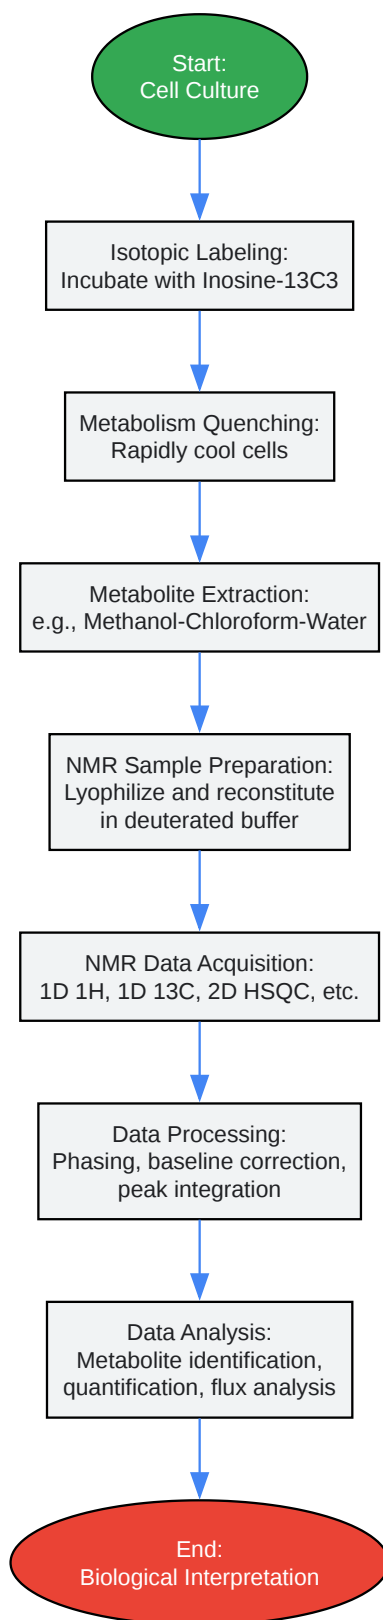 Start:
Cell Culture
Isotopic Labeling:
Incubate with Inosine-13C3
Metabolism Quenching:
Rapidly cool cells
Metabolite Extraction:
e.g., Methanol-Chloroform-Water
NMR Sample Preparation:
Lyophilize and reconstitute
in deuterated buffer
NMR Data Acquisition:
1D 1H, 1D 13C, 2D HSQC, etc.
Data Processing:
Phasing, baseline correction,
peak integration
Data Analysis:
Metabolite identification,
quantification, flux analysis
End:
Biological Interpretation